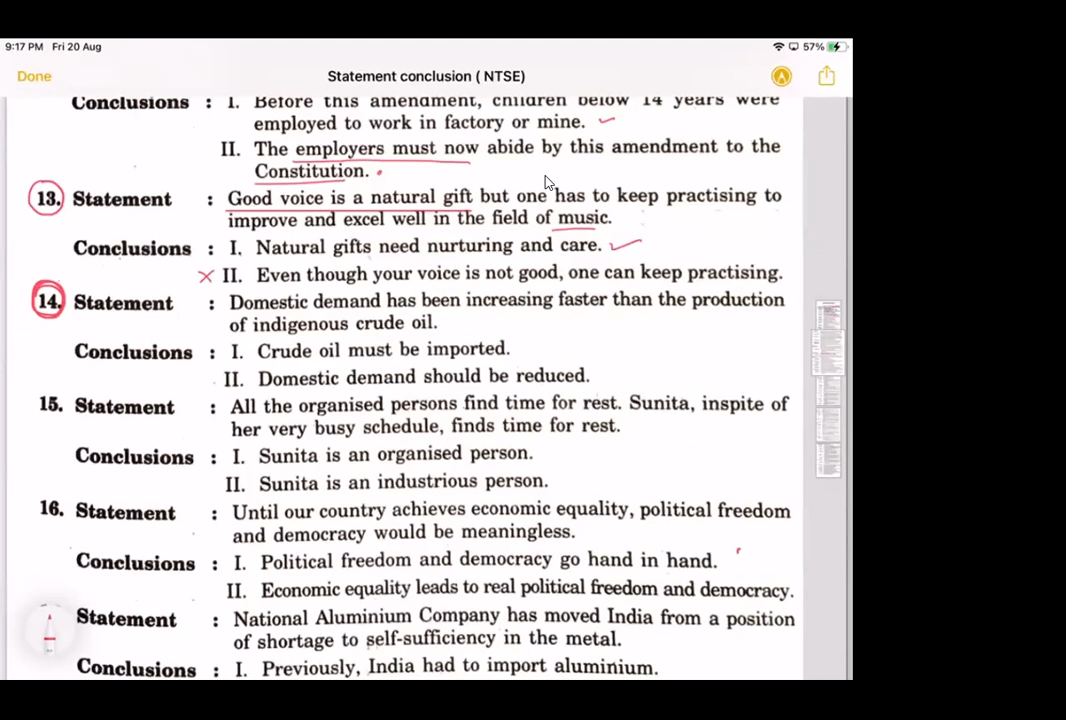 9:17 PM Fri 20 Aug
57%
Done
Statement conclusion ( NTSE)
Conclusions : I. Before this amendment, children below 14 years were
employed to work in factory or mine.
II. The employers must now abide by this amendment to the
Constitution.
13. Statement : Good voice is a natural gift but one has to keep practising to
improve and excel well in the field of music.
Conclusions : I. Natural gifts need nurturing and care.
II. Even though your voice is not good, one can keep practising.
14. Statement : Domestic demand has been increasing faster than the production
of indigenous crude oil.
Conclusions : I. Crude oil must be imported.
II. Domestic demand should be reduced.
15. Statement : All the organised persons find time for rest. Sunita, inspite of
her very busy schedule, finds time for rest.
Conclusions : I. Sunita is an organised person.
II. Sunita is an industrious person.
16. Statement : Until our country achieves economic equality, political freedom
and democracy would be meaningless.
Conclusions : I. Political freedom and democracy go hand in hand.
II. Economic equality leads to real political freedom and democracy.
Statement : National Aluminium Company has moved India from a position
of shortage to self-sufficiency in the metal.
Conclusions : I. Previously, India had to import aluminium.